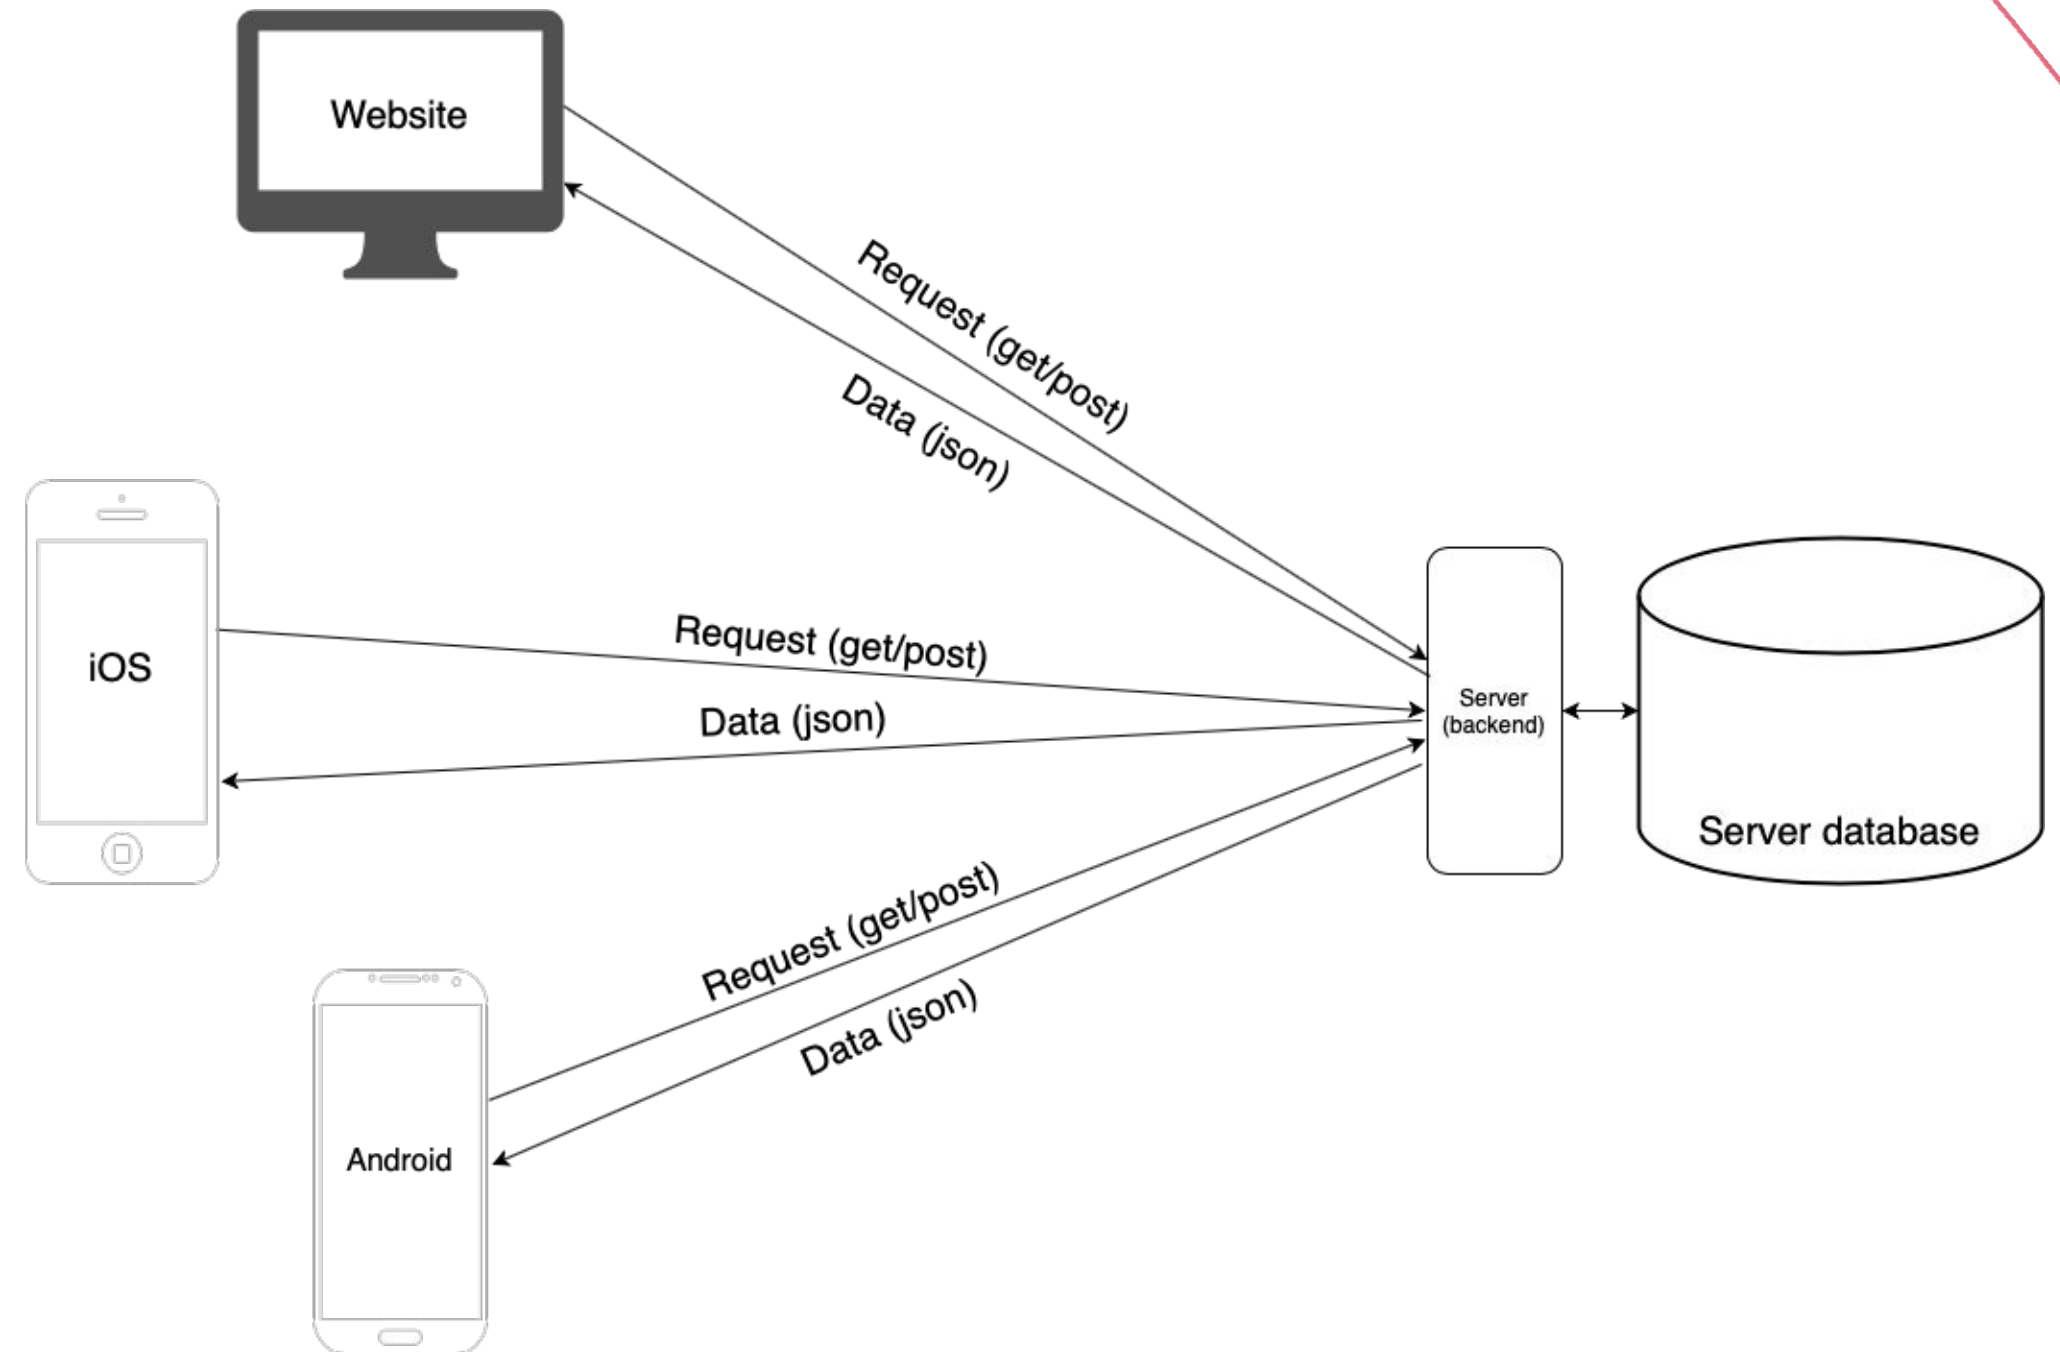 Website
Request (get/post)
Data (json)
iOS
Request (get/post)
Data (json)
Server
(backend)
Server database
Request (get/post)
Data (json)
Android